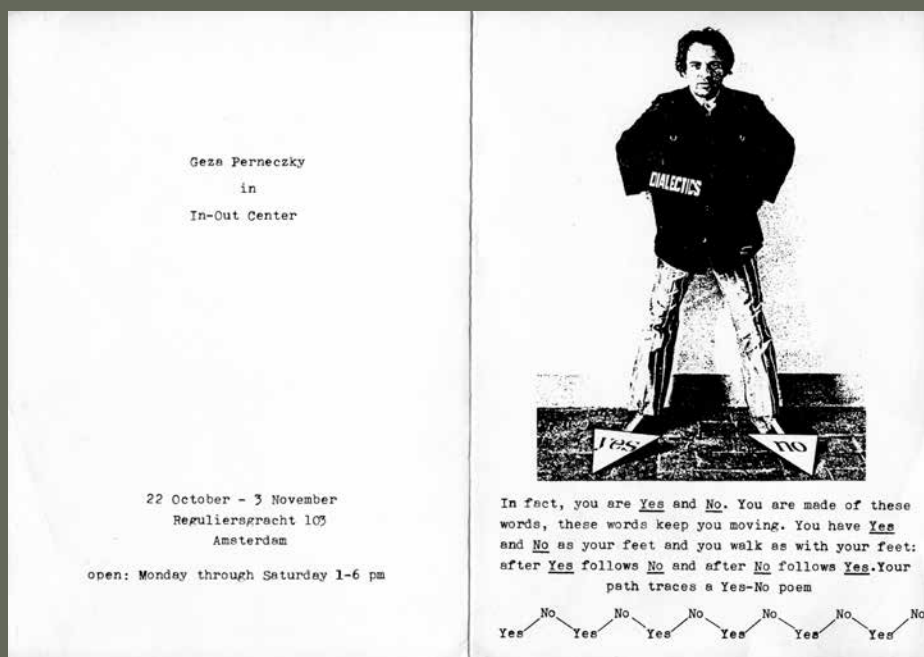 Geza Perneczky
in
In-Out Center
22 October - 3 November
Reguliersgracht 103
Amsterdam
open: Monday through Saturday 1-6 pm
DIALECTICS
yes
no
In fact, you are Yes and No. You are made of these
words, these words keep you moving. You have Yes
and No as your feet and you walk as with your feet:
after Yes follows No and after No follows Yes.Your
path traces a Yes-No poem
No No No No No No
Yes Yes Yes Yes Yes Yes